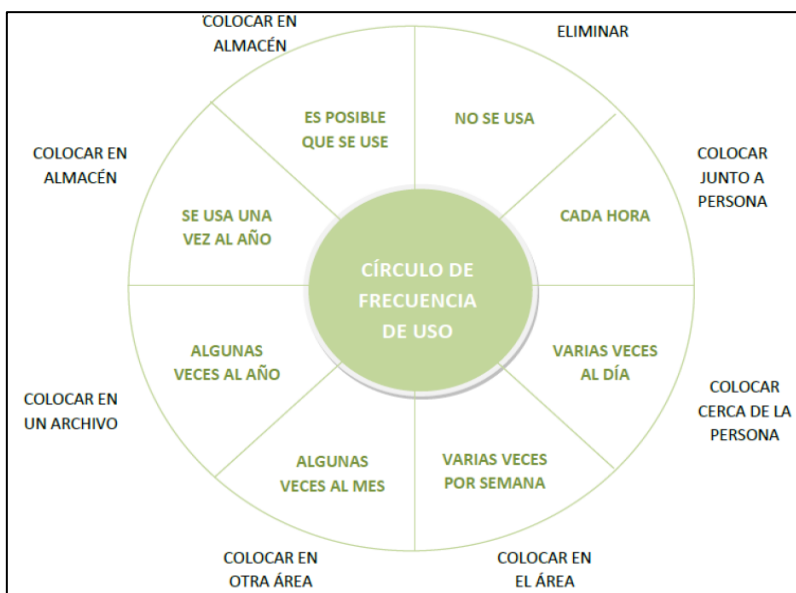 COLOCAR EN
ALMACÉN
ELIMINAR
ES POSIBLE
QUE SE USE
NO SE USA
COLOCAR EN
ALMACÉN
COLOCAR
JUNTO A
PERSONA
SE USA UNA
VEZ AL AÑO
CADA HORA
CÍRCULO DE
FRECUENCIA
DE USO
ALGUNAS
VECES AL AÑO
VARIAS VECES
AL DÍA
COLOCAR EN
UN ARCHIVO
COLOCAR
CERCA DE LA
PERSONA
ALGUNAS
VECES AL MES
VARIAS VECES
POR SEMANA
COLOCAR EN
OTRA ÁREA
COLOCAR EN
EL ÁREA